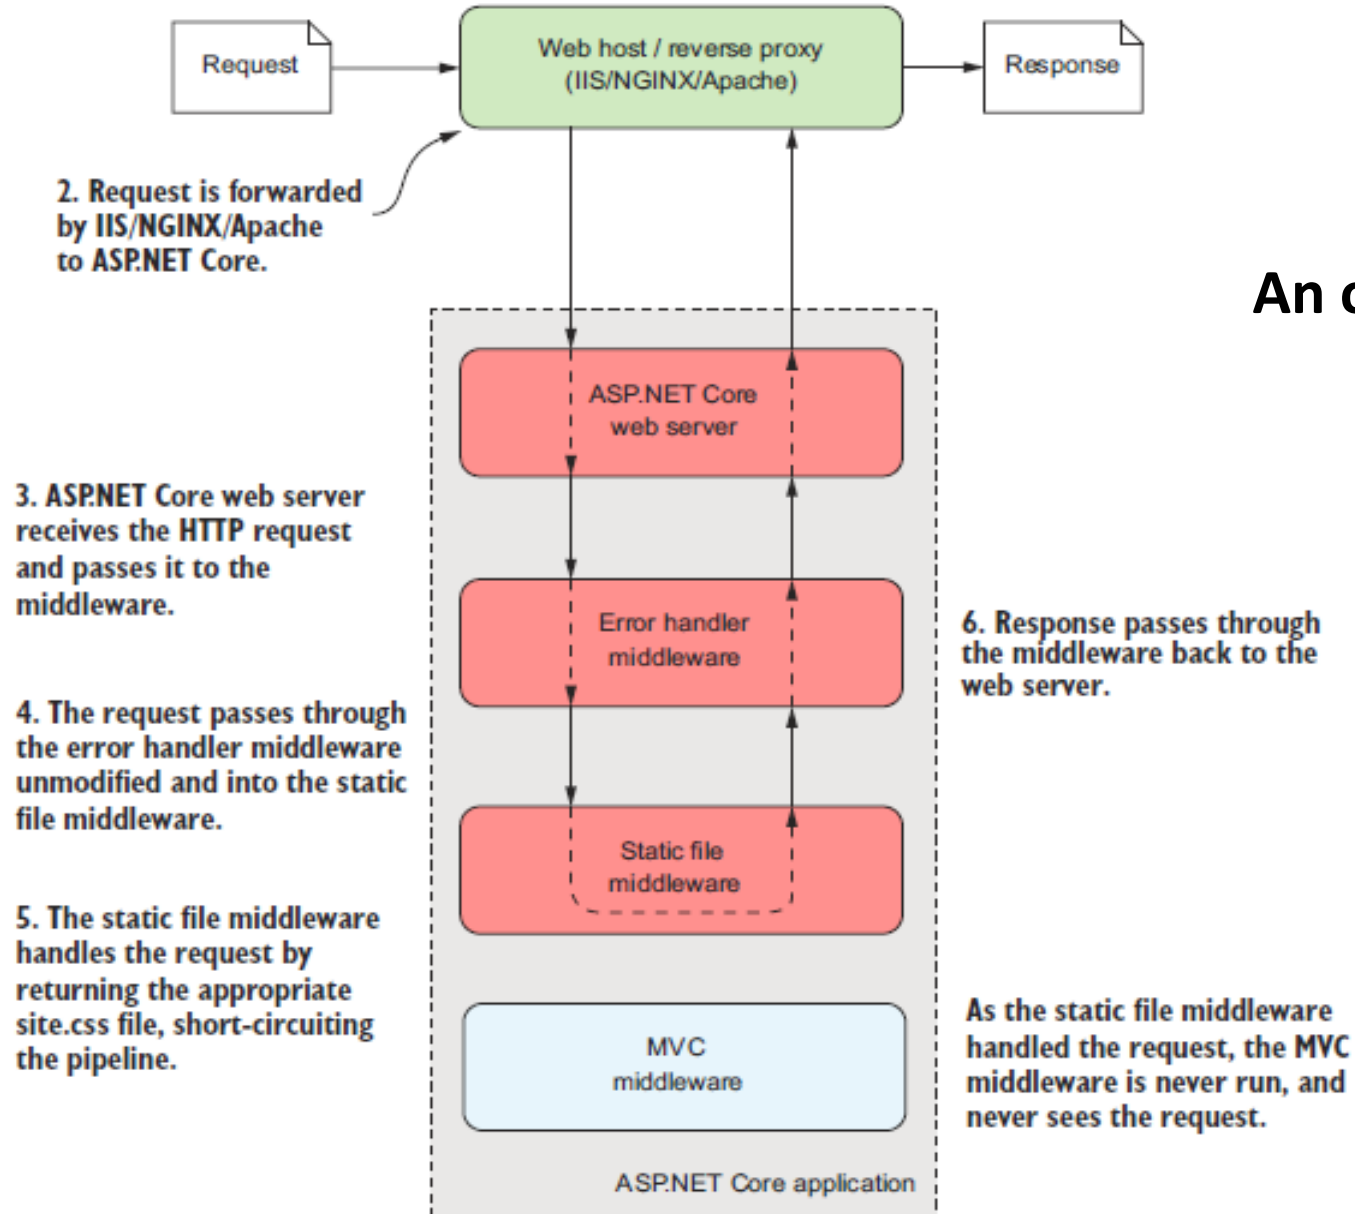 Request
Web host / reverse proxy
(IIS/NGINX/Apache)
Response
2. Request is forwarded
by IIS/NGINX/Apache
to ASP.NET Core.
An
ASP.NET Core
web server
3. ASP.NET Core web server
receives the HTTP request
and passes it to the
middleware.
Error handler
middleware
6. Response passes through
the middleware back to the
web server.
4. The request passes through
the error handler middleware
unmodified and into the static
file middleware.
Static file
middleware
5. The static file middleware
handles the request by
returning the appropriate
site.css file, short-circuiting
the pipeline.
MVC
middleware
As the static file middleware
handled the request, the MVC
middleware is never run, and
never sees the request.
ASP.NET Core application